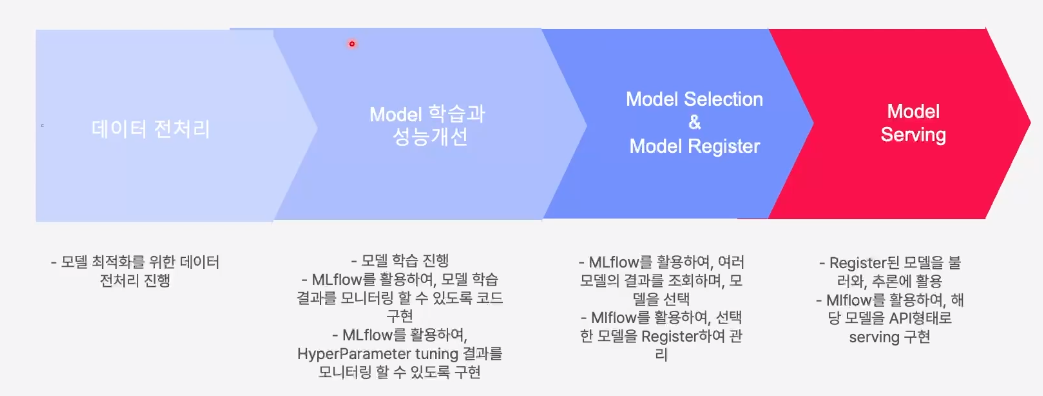 데이터 전처리
Model 학습과
성능개선
Model Selection
&
Model Register
Model
Serving
- 모델 최적화를 위한 데이터
전처리 진행
- 모델 학습 진행
- MLflow를 활용하여, 모델 학습
결과를 모니터링 할 수 있도록 코드
구현
- MLflow를 활용하여,
HyperParameter tuning 결과를
모니터링 할 수 있도록 구현
- MLflow를 활용하여, 여러
모델의 결과를 조회하며, 모
델을 선택
- Mlflow를 활용하여, 선택
한 모델을 Register하여 관
리
- Register된 모델을 불
러와, 추론에 활용
- Mlflow를 활용하여, 해
당 모델을 API형태로
serving 구현